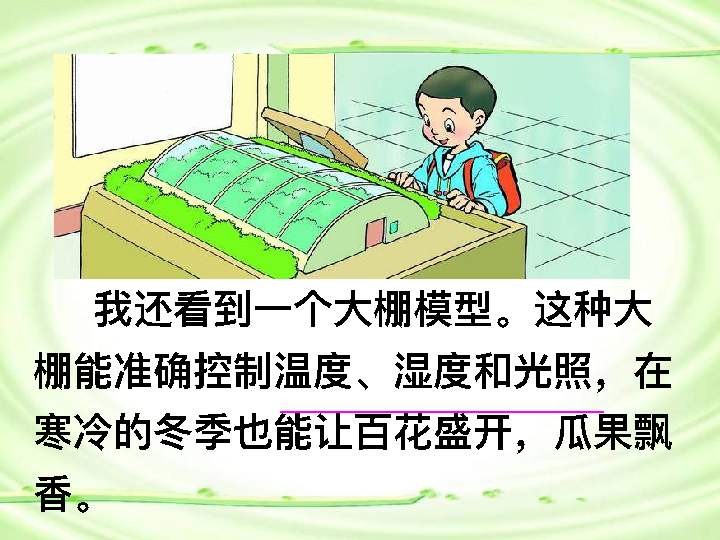 我还看到一个大棚模型。这种大
棚能准确控制温度、湿度和光照，在
寒冷的冬季也能让百花盛开，瓜果飘
香。